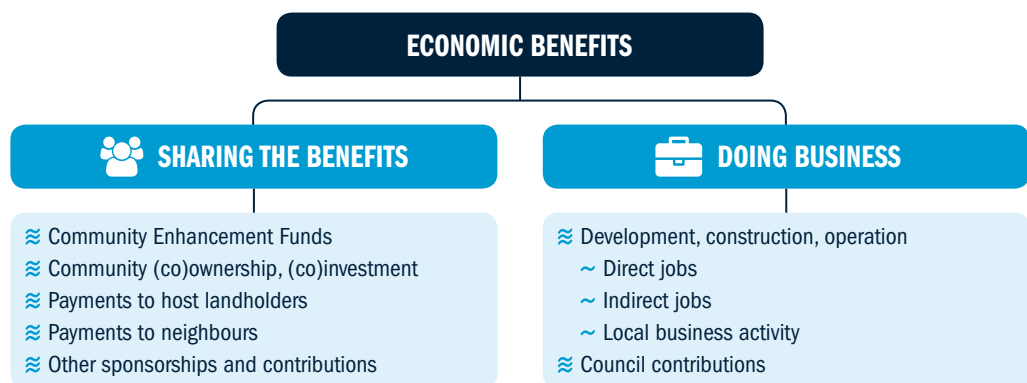 ECONOMIC BENEFITS
SHARING THE BENEFITS
Community Enhancement Funds
Community (co)ownership, (co)investment
Payments to host landholders
Payments to neighbours
Other sponsorships and contributions
DOING BUSINESS
Development, construction, operation
Direct jobs
Indirect jobs
Local business activity
Council contributions